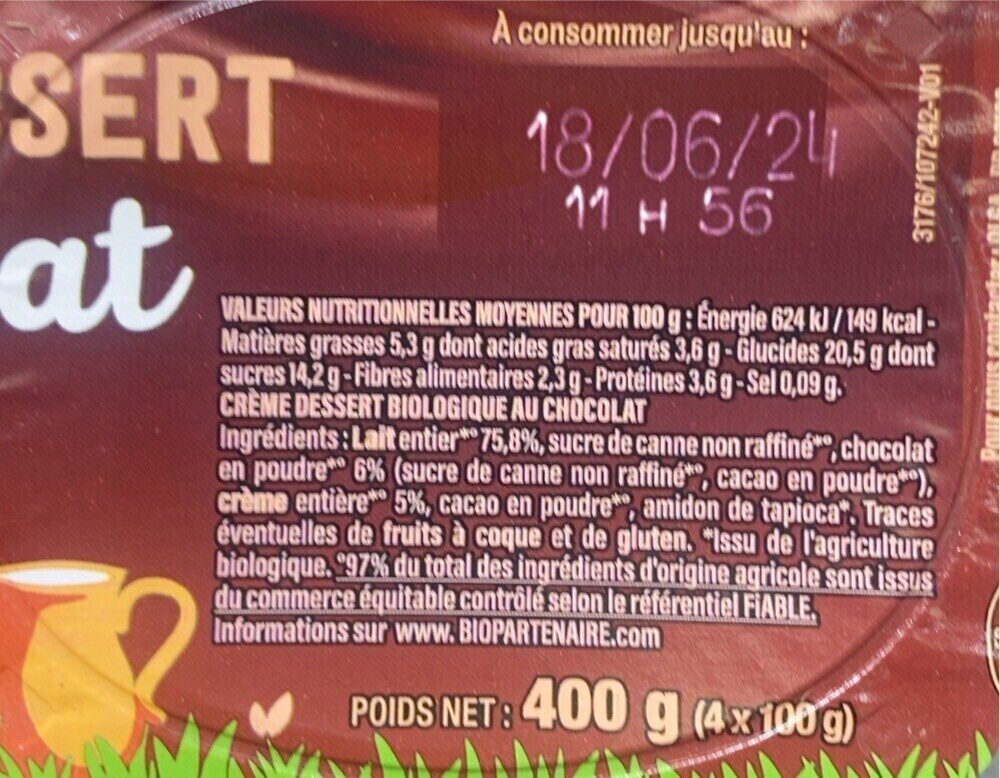 À consommer jusqu'au :
SERT
18/06/24
11 H 56
at
3176/107242-V01
VALEURS NUTRITIONNELLES MOYENNES POUR 100 g : Énergie 624 kJ / 149 kcal -
Matières grasses 5,3 g dont acides gras saturés 3,6 g - Glucides 20,5 g dont
sucres 14,2 g - Fibres alimentaires 2,3 g - Protéines 3,6 g - Sel 0,09 g.
CRÈME DESSERT BIOLOGIQUE AU CHOCOLAT
Ingrédients : Lait entier*° 75,8%, sucre de canne non raffiné*°, chocolat
en poudre*° 6% (sucre de canne non raffiné*°, cacao en poudre*°),
crème entière*° 5%, cacao en poudre*°, amidon de tapioca*. Traces
éventuelles de fruits à coque et de gluten. *Issu de l'agriculture
biologique. °97% du total des ingrédients d'origine agricole sont issus
du commerce équitable contrôlé selon le référentiel FiABLE.
Informations sur www. BIOPARTENAIRE.com
POIDS NET : 400 g (4 x 100 g)
Pour nous contacter :